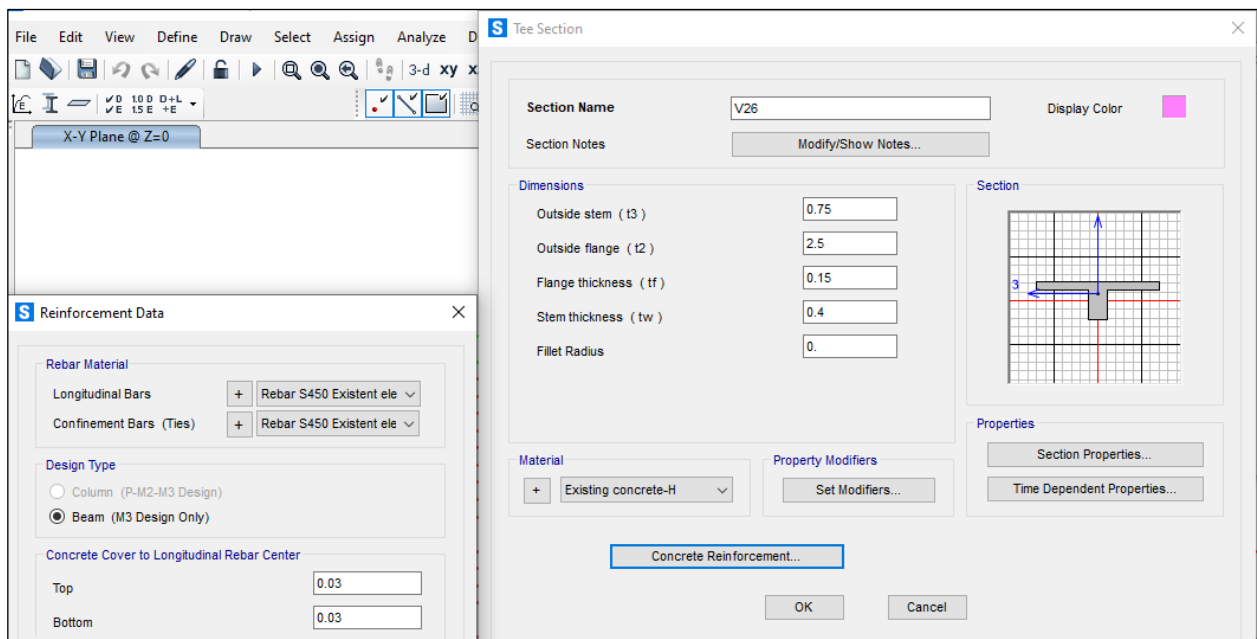 File Edit View Define Draw Select Assign Analyze D
3-d xy x
X-Y Plane @ Z=0
S Reinforcement Data
Rebar Material
Longitudinal Bars + Rebar S450 Existent ele
Confinement Bars (Ties) + Rebar S450 Existent ele
Design Type
Column (P-M2-M3 Design)
Beam (M3 Design Only)
Concrete Cover to Longitudinal Rebar Center
Top 0.03
Bottom 0.03
S Tee Section
Section Name V26 Display Color
Section Notes Modify/Show Notes...
Dimensions
Outside stem ( t3 ) 0.75
Outside flange ( t2 ) 2.5
Flange thickness ( tf ) 0.15
Stem thickness ( tw ) 0.4
Fillet Radius 0.
Section
3
Material
+ Existing concrete-H
Property Modifiers
Set Modifiers...
Properties
Section Properties...
Time Dependent Properties...
Concrete Reinforcement...
OK Cancel